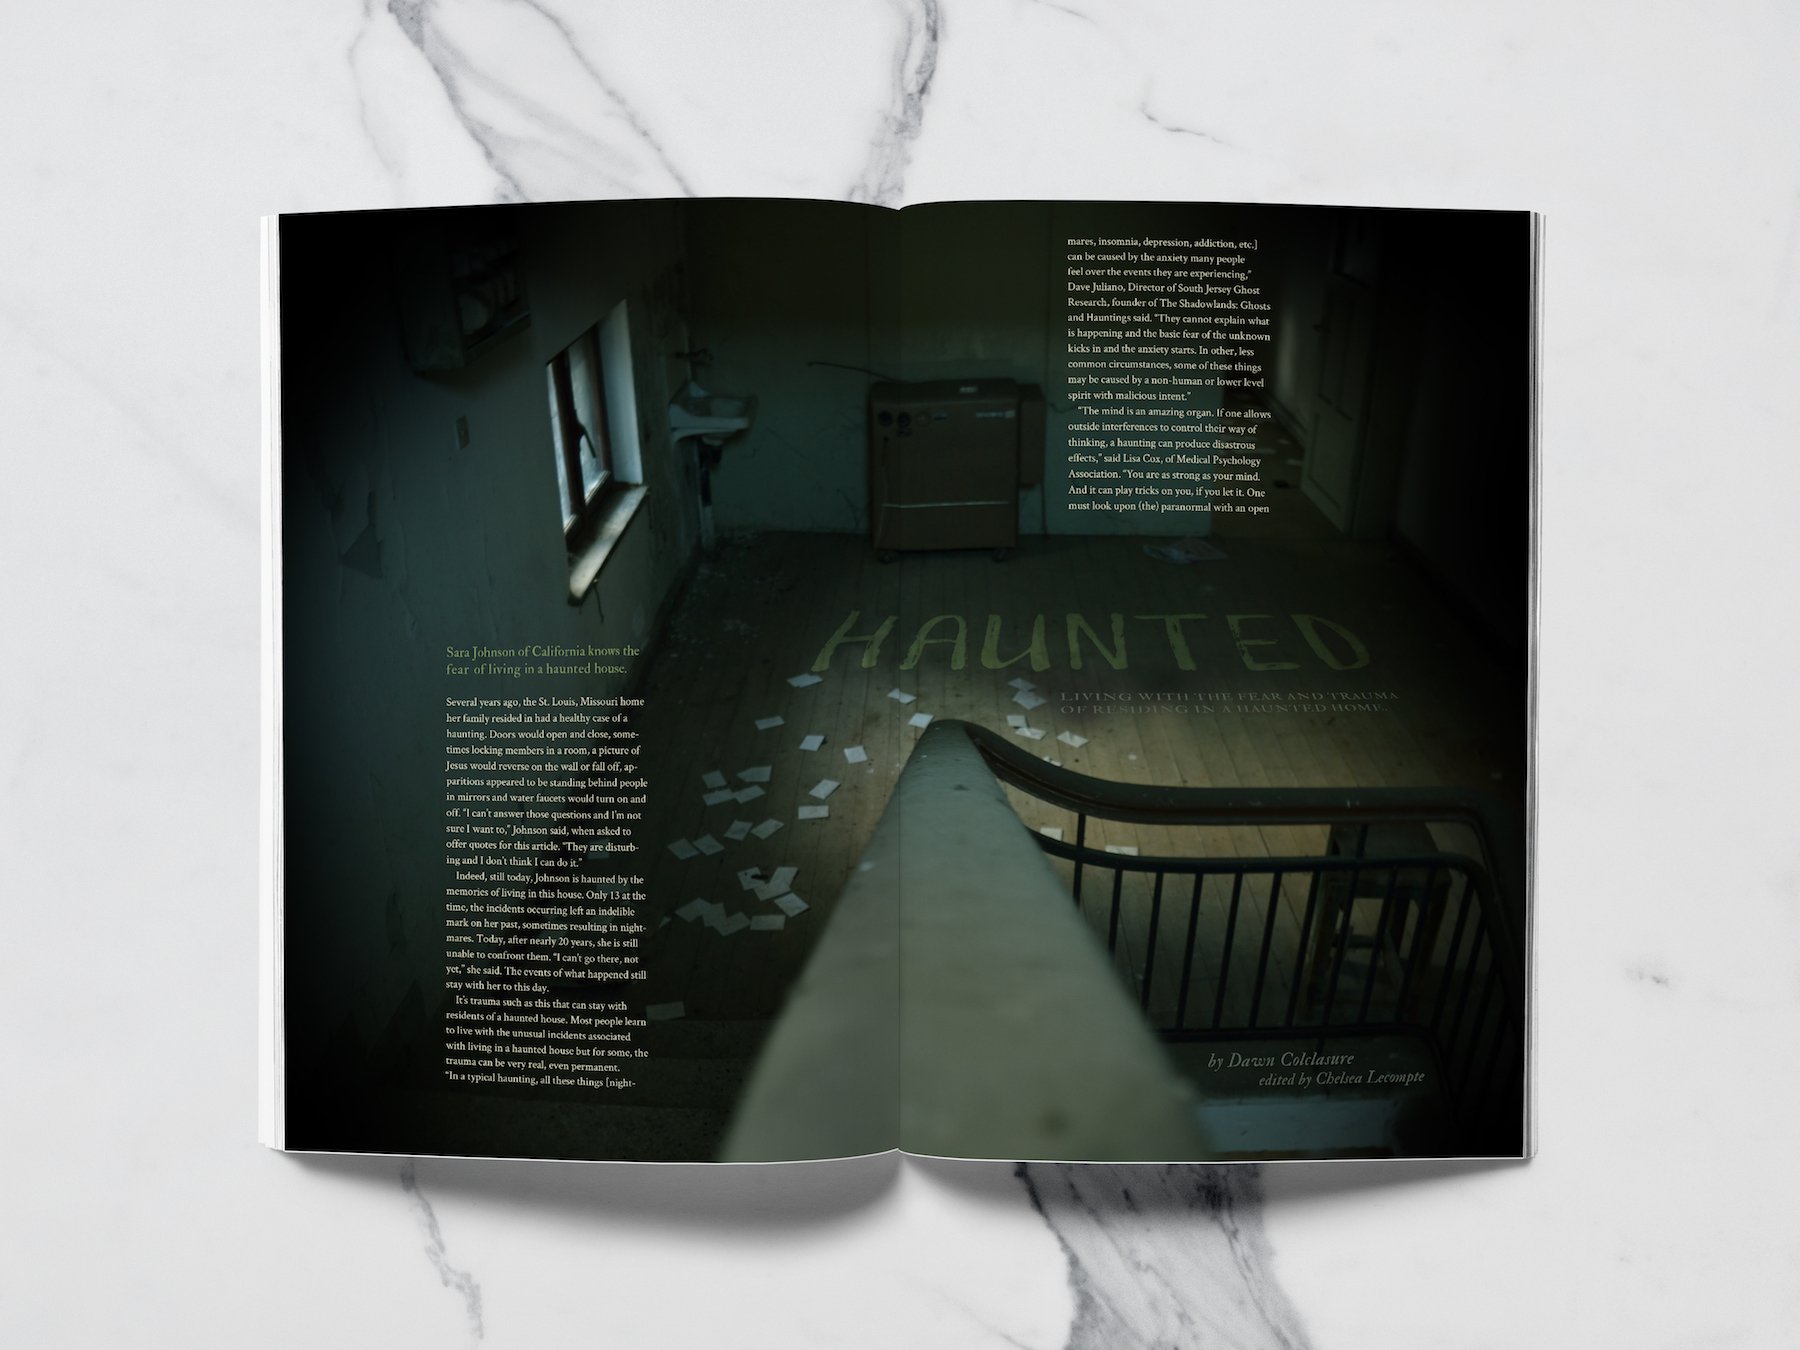 Sara Johnson of California knows the
fear of living in a haunted house.
Several years ago, the St. Louis, Missouri home
her family resided in had a healthy case of a
haunting. Doors would open and close, some-
times locking members in a room, a picture of
Jesus would reverse on the wall or fall off, ap-
paritions appeared to be standing behind people
in mirrors and water faucets would turn on and
off. “I can’t answer those questions and I’m not
sure I want to,” Johnson said, when asked to
offer quotes for this article. “They are disturb-
ing and I don’t think I can do it.”
Indeed, still today, Johnson is haunted by the
memories of living in this house. Only 13 at the
time, the incidents occurring left an indelible
mark on her past, sometimes resulting in night-
mares. Today, after nearly 20 years, she is still
unable to confront them. “I can’t go there, not
yet,” she said. The events of what happened still
stay with her to this day.
It’s trauma such as this that can stay with
residents of a haunted house. Most people learn
to live with the unusual incidents associated
with living in a haunted house but for some, the
trauma can be very real, even permanent.
“In a typical haunting, all these things [night-
mares, insomnia, depression, addiction, etc.]
can be caused by the anxiety many people
feel over the events they are experiencing,”
Dave Juliano, Director of South Jersey Ghost
Research, founder of The Shadowlands: Ghosts
and Hauntings said. “They cannot explain what
is happening and the basic fear of the unknown
kicks in and the anxiety starts. In other, less
common circumstances, some of these things
may be caused by a non-human or lower level
spirit with malicious intent.”
“The mind is an amazing organ. If one allows
outside interferences to control their way of
thinking, a haunting can produce disastrous
effects,” said Lisa Cox, of Medical Psychology
Association. “You are as strong as your mind.
And it can play tricks on you, if you let it. One
must look upon (the) paranormal with an open
HAUNTED
LIVING WITH THE FEAR AND TRAUMA
OF RESIDING IN A HAUNTED HOME.
by Dawn Colclasure
edited by Chelsea Lecompte